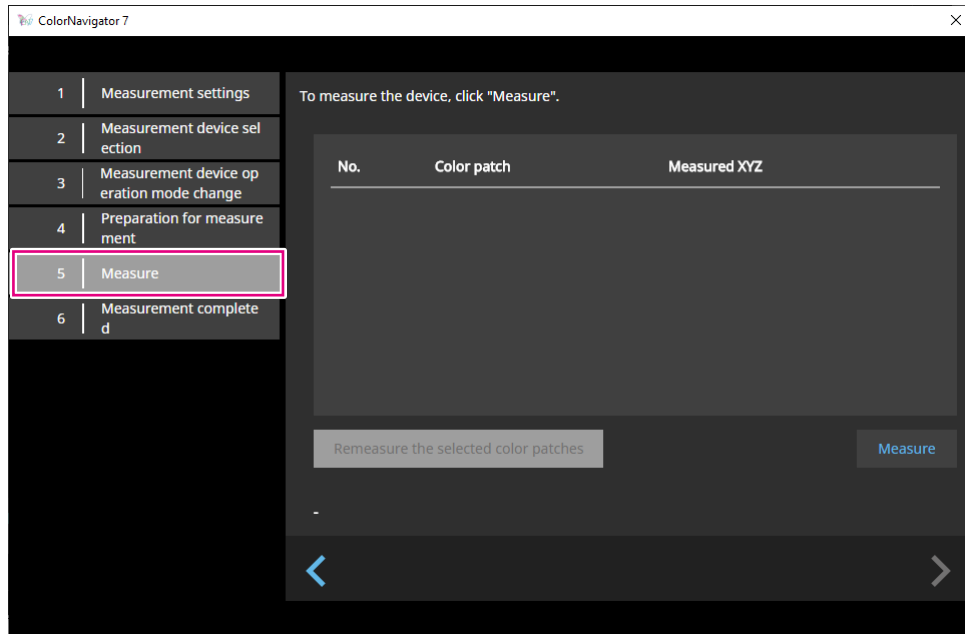 ColorNavigator 7
1 Measurement settings
2 Measurement device sel
ection
3 Measurement device op
eration mode change
4 Preparation for measure
ment
5 Measure
6 Measurement complete
d
To measure the device, click "Measure".
No. Color patch Measured XYZ
Remeasure the selected color patches Measure
-